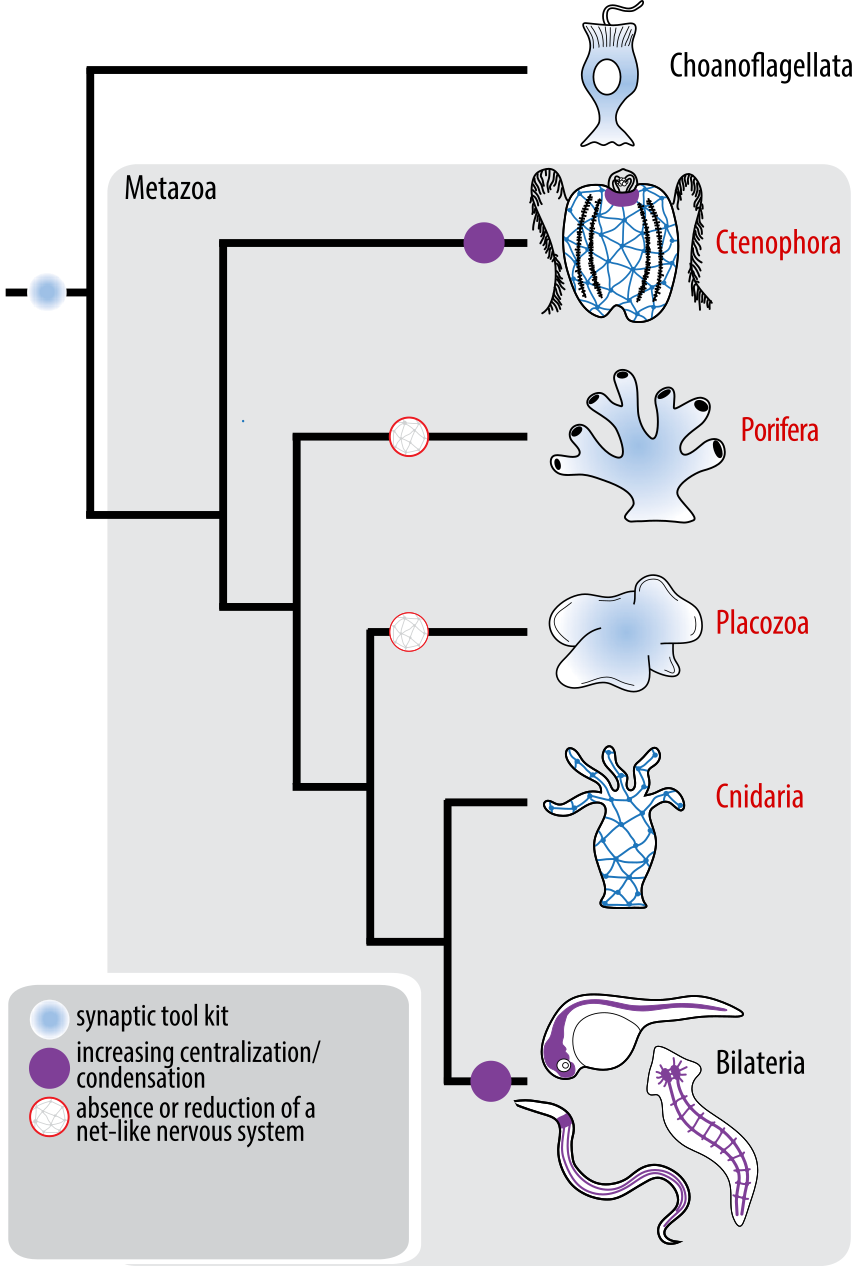 Choanoflagellata
Metazoa
Ctenophora
Porifera
Placozoa
Cnidaria
Bilateria
synaptic tool kit
increasing centralization/
condensation
absence or reduction of a
net-like nervous system